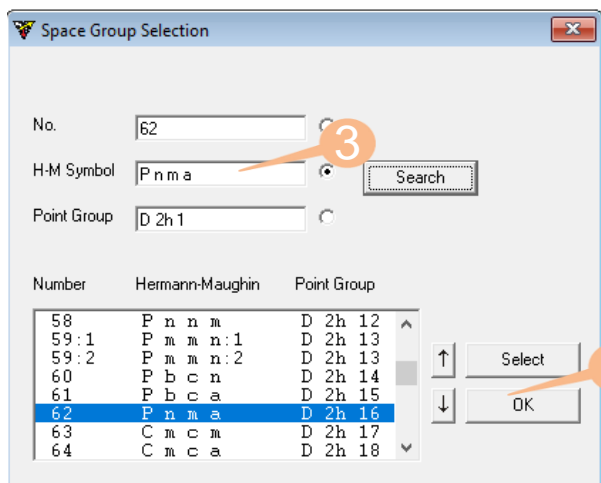 Space Group Selection
No. 62
3
H-M Symbol P n m a
Search
Point Group D 2h 1
Number Hermann-Maughin Point Group
58 P n n m D 2h 12
59:1 P m m n:1 D 2h 13
59:2 P m m n:2 D 2h 13
60 P b c n D 2h 14
61 P b c a D 2h 15
62 P n m a D 2h 16
63 C m c m D 2h 17
64 C m c a D 2h 18
↑ Select
↓ OK